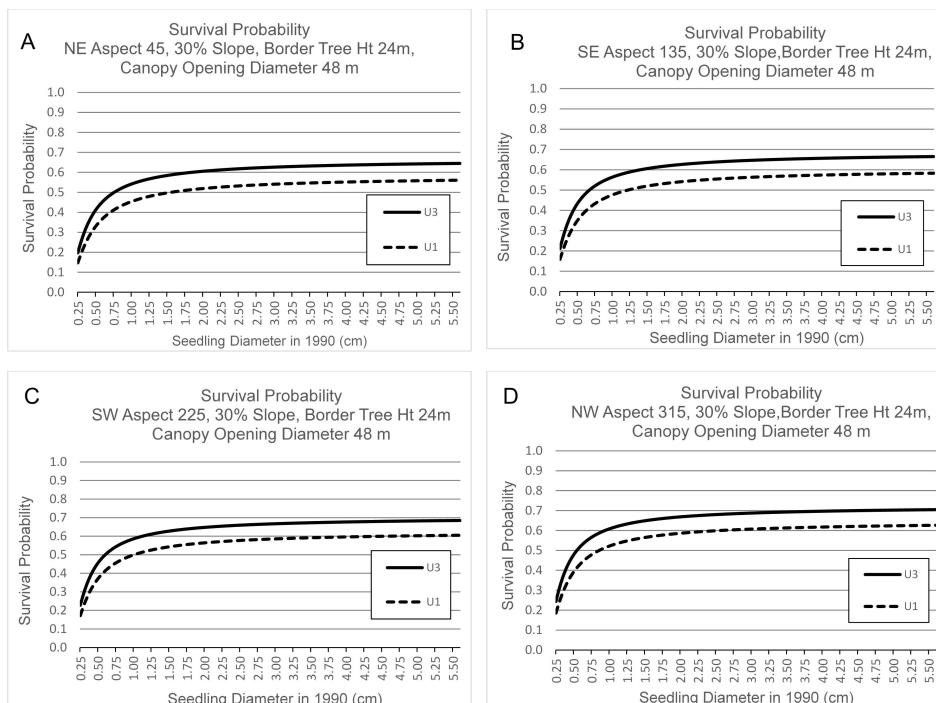 A
Survival Probability
NE Aspect 45, 30% Slope, Border Tree Ht 24m,
Canopy Opening Diameter 48 m
1.0
0.9
0.8
0.7
0.6
0.5
0.4
0.3
0.2
0.1
0.0
Survival Probability
U3
U1
0.25 0.50 0.75 1.00 1.25 1.50 1.75 2.00 2.25 2.50 2.75 3.00 3.25 3.50 3.75 4.00 4.25 4.50 4.75 5.00 5.25 5.50
Seedling Diameter in 1990 (cm)
B
Survival Probability
SE Aspect 135, 30% Slope,Border Tree Ht 24m,
Canopy Opening Diameter 48 m
1.0
0.9
0.8
0.7
0.6
0.5
0.4
0.3
0.2
0.1
0.0
Survival Probability
U3
U1
0.25 0.50 0.75 1.00 1.25 1.50 1.75 2.00 2.25 2.50 2.75 3.00 3.25 3.50 3.75 4.00 4.25 4.50 4.75 5.00 5.25 5.50
Seedling Diameter in 1990 (cm)
C
Survival Probability
SW Aspect 225, 30% Slope, Border Tree Ht 24m
Canopy Opening Diameter 48 m
1.0
0.9
0.8
0.7
0.6
0.5
0.4
0.3
0.2
0.1
0.0
Survival Probability
U3
U1
0.25 0.50 0.75 1.00 1.25 1.50 1.75 2.00 2.25 2.50 2.75 3.00 3.25 3.50 3.75 4.00 4.25 4.50 4.75 5.00 5.25 5.50
Seedling Diameter in 1990 (cm)
D
Survival Probability
NW Aspect 315, 30% Slope,Border Tree Ht 24m,
Canopy Opening Diameter 48 m
1.0
0.9
0.8
0.7
0.6
0.5
0.4
0.3
0.2
0.1
0.0
Survival Probability
U3
U1
0.25 0.50 0.75 1.00 1.25 1.50 1.75 2.00 2.25 2.50 2.75 3.00 3.25 3.50 3.75 4.00 4.25 4.50 4.75 5.00 5.25 5.50
Seedling Diameter in 1990 (cm)